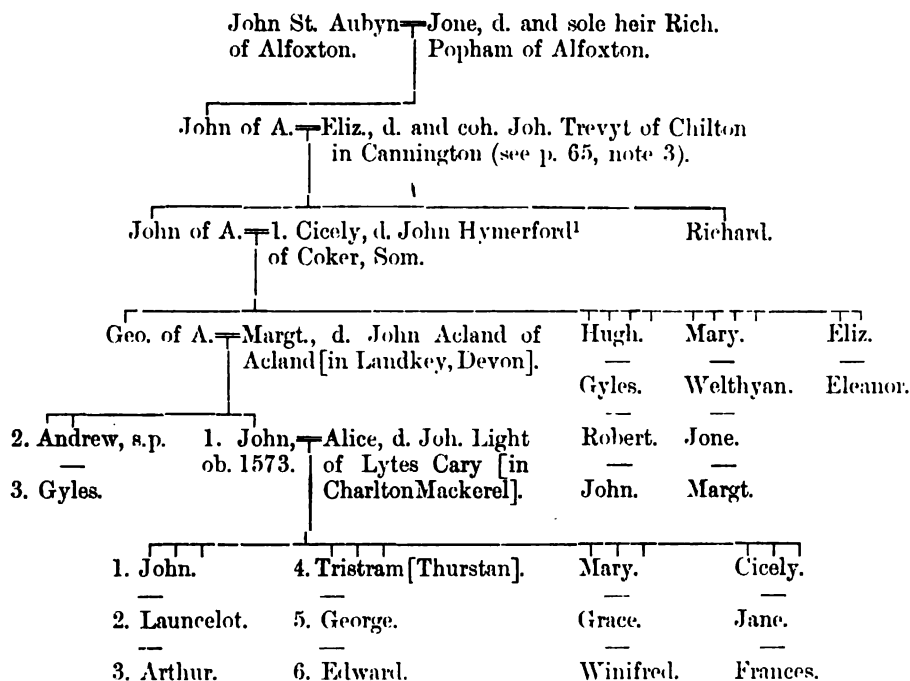 John St. Aubyn Jone, d. and sole heir Rich.
of Alfoxton. Popham of Alfoxton.
John of A. Eliz., d. and coh. Joh. Trevyt of Chilton
in Cannington (see p. 65, note 3).
John of A. 1. Cicely, d. John Hymerford¹ Richard.
of Coker, Som.
Geo. of A. Margt., d. John Acland of Hugh. Mary. Eliz.
Acland [in Landkey, Devon].
Gyles. Welthyan. Eleanor.
2. Andrew, s.p. 1. John, Alice, d. Joh. Light Robert. Jone.
ob. 1573. of Lytes Cary [in
3. Gyles. Charlton Mackerel]. John. Margt.
1. John. 4. Tristram [Thurstan]. Mary. Cicely.
2. Launcelot. 5. George. Grace. Jane.
3. Arthur. 6. Edward. Winifred. Frances.